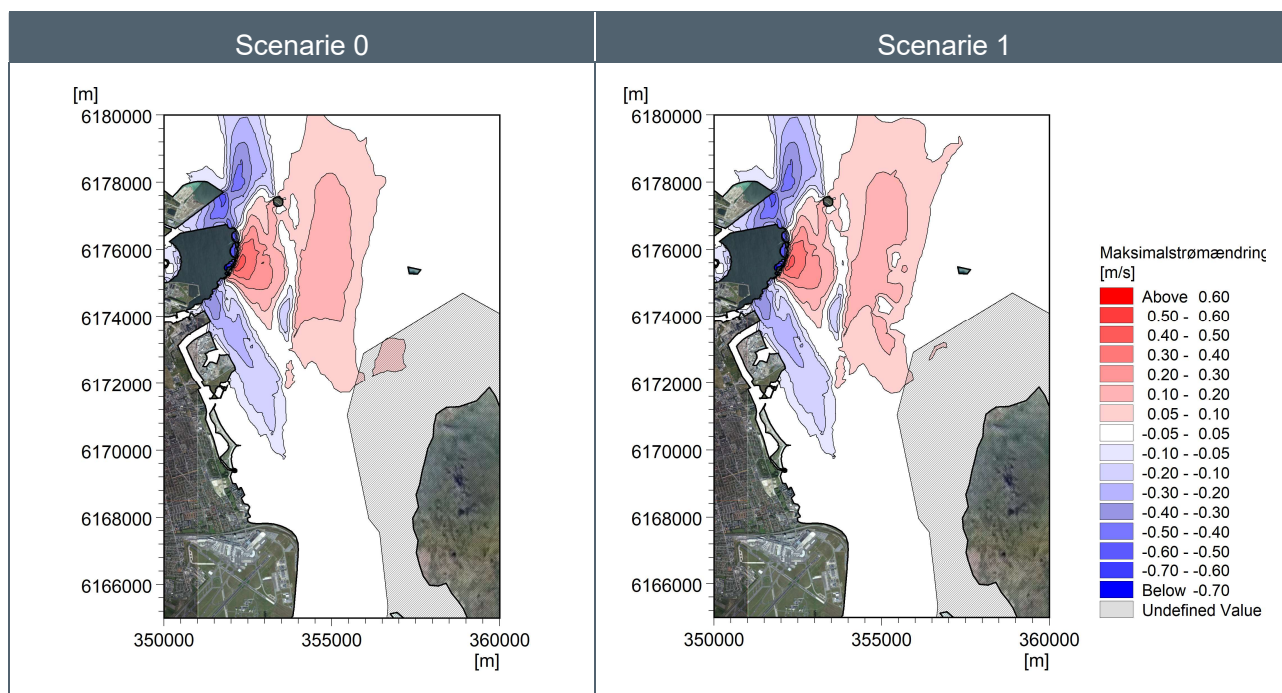 Scenarie 0
Scenarie 1
[m]
6180000
6178000
6176000
6174000
6172000
6170000
6168000
6166000
350000
355000
360000
[m]
[m]
6180000
6178000
6176000
6174000
6172000
6170000
6168000
6166000
350000
355000
360000
[m]
Maksimalstrømændring
[m/s]
Above 0.60
0.50 - 0.60
0.40 - 0.50
0.30 - 0.40
0.20 - 0.30
0.10 - 0.20
0.05 - 0.10
-0.05 - 0.05
-0.10 - -0.05
-0.20 - -0.10
-0.30 - -0.20
-0.40 - -0.30
-0.50 - -0.40
-0.60 - -0.50
-0.70 - -0.60
Below -0.70
Undefined Value